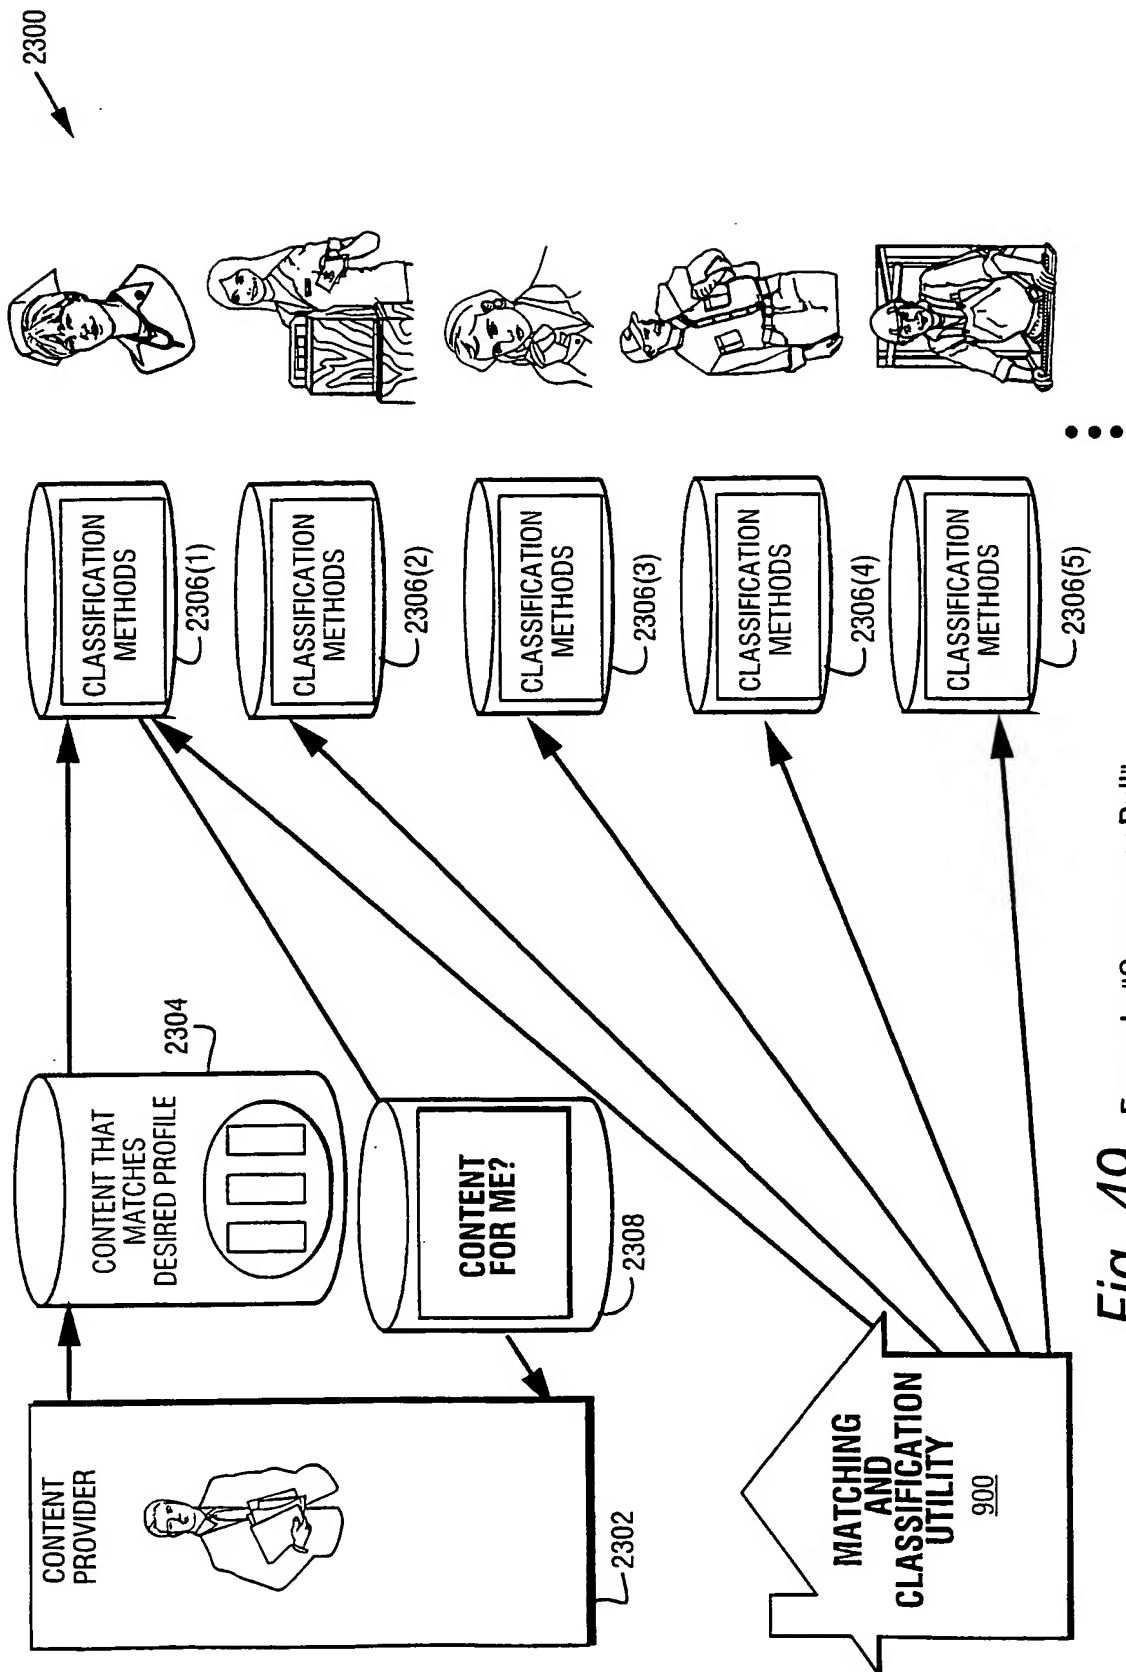 2300
CONTENT
PROVIDER
2302
CONTENT THAT
MATCHES
DESIRED PROFILE
2304
CONTENT
FOR ME?
2308
CLASSIFICATION
METHODS
2306(1)
CLASSIFICATION
METHODS
2306(2)
CLASSIFICATION
METHODS
2306(3)
CLASSIFICATION
METHODS
2306(4)
CLASSIFICATION
METHODS
2306(5)
MATCHING
AND
CLASSIFICATION
UTILITY
900
Fig. 49